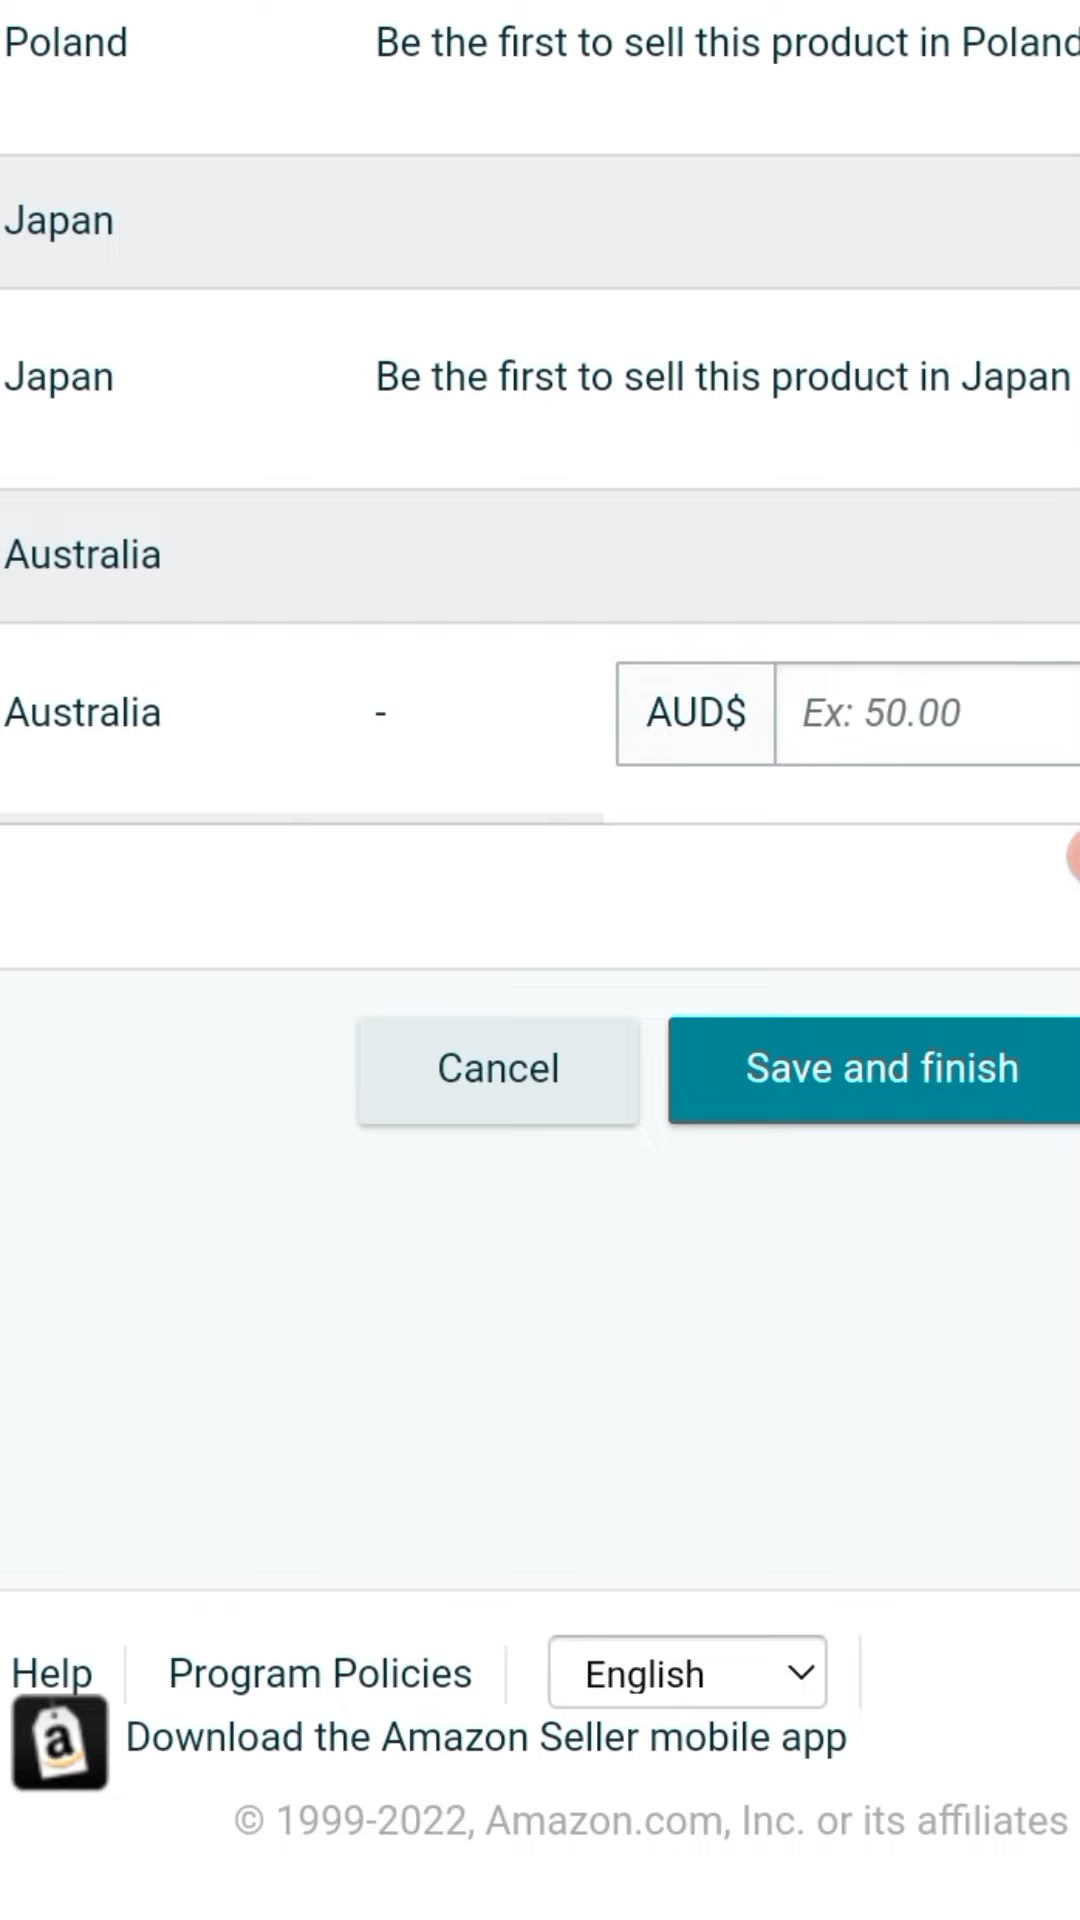 Poland Be the first to sell this product in Poland
Japan
Japan Be the first to sell this product in Japan
Australia
Australia - AUD$ Ex: 50.00
Cancel Save and finish
Help Program Policies English
a Download the Amazon Seller mobile app
© 1999-2022, Amazon.com, Inc. or its affiliates